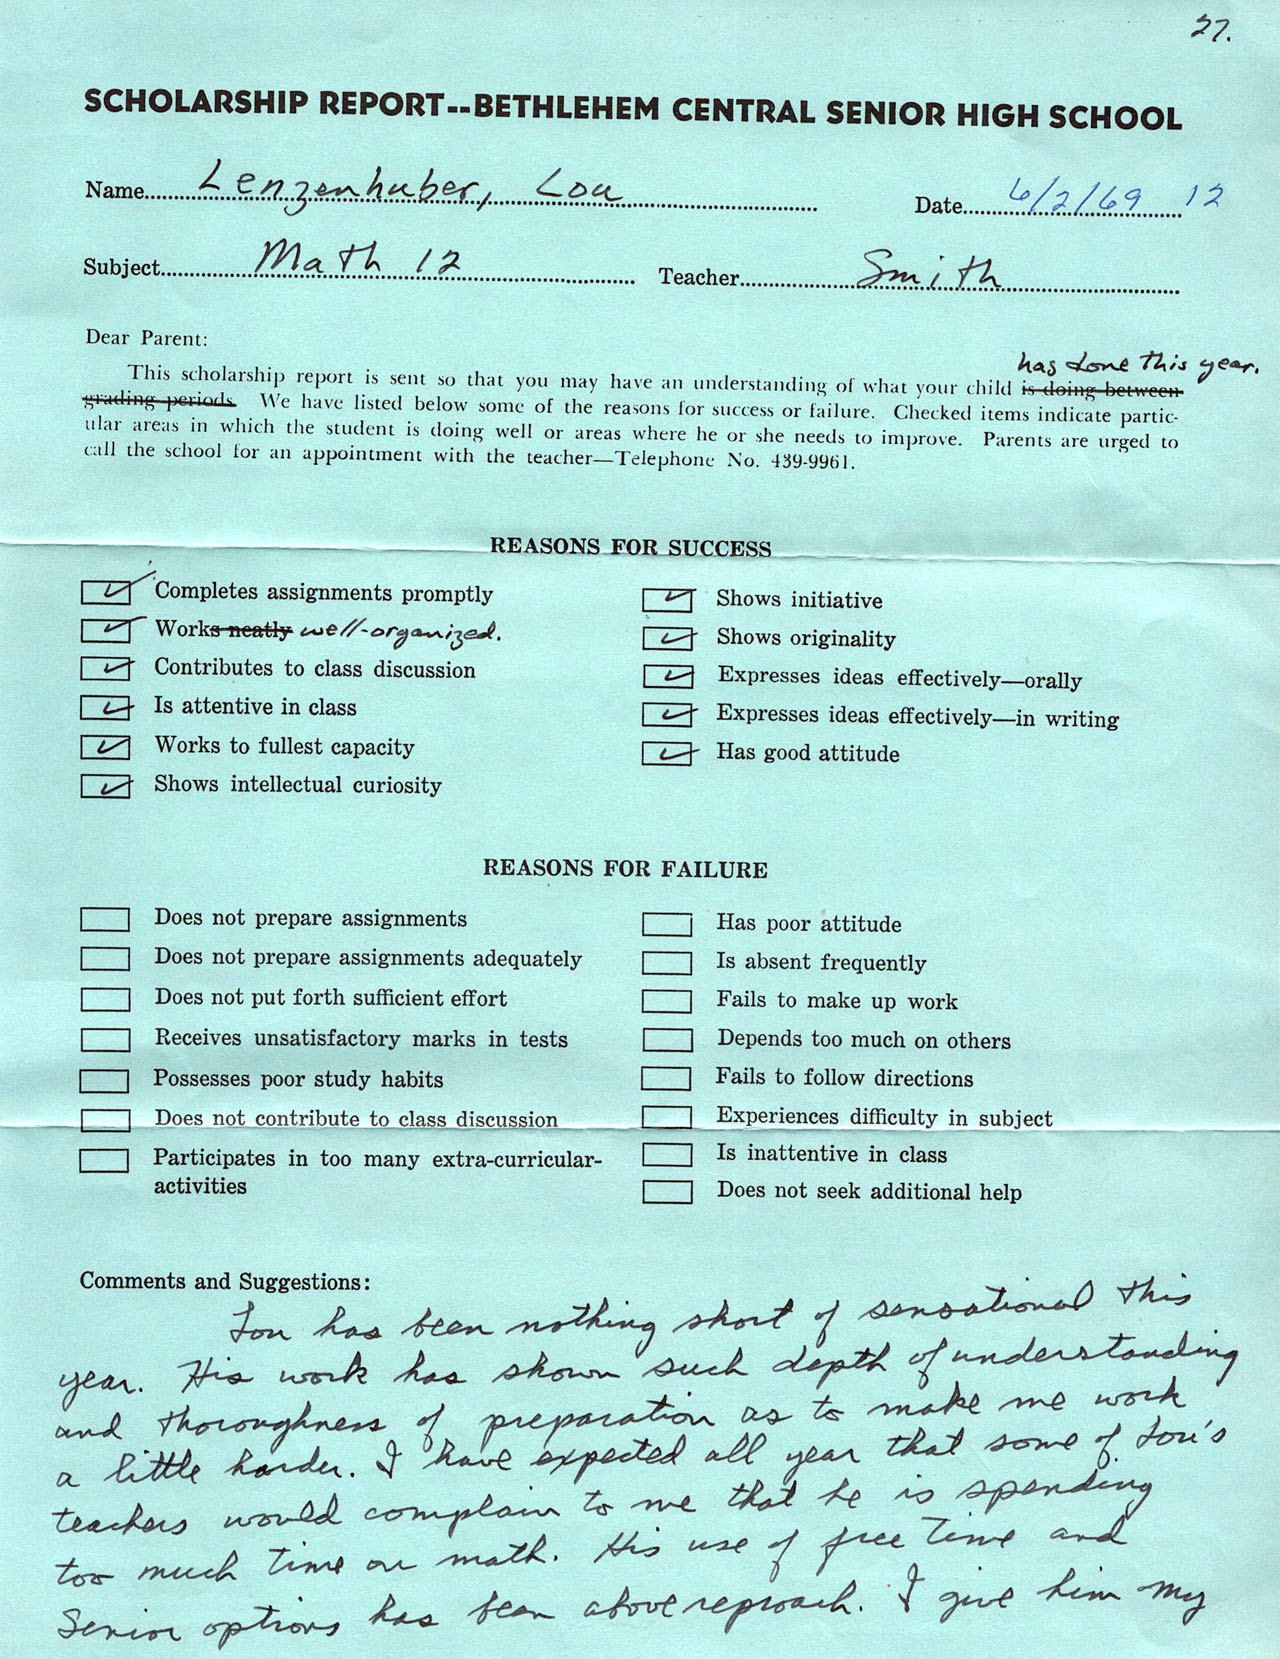 27.
SCHOLARSHIP REPORT--BETHLEHEM CENTRAL SENIOR HIGH SCHOOL
Name Lenzenhuber, Lou Date 6/2/69 12
Subject Math 12 Teacher Smith
Dear Parent:
has done this year.
This scholarship report is sent so that you may have an understanding of what your child is doing between
grading periods. We have listed below some of the reasons for success or failure. Checked items indicate partic-
ular areas in which the student is doing well or areas where he or she needs to improve. Parents are urged to
call the school for an appointment with the teacher—Telephone No. 439-9961.
REASONS FOR SUCCESS
Completes assignments promptly
Works neatly well-organized.
Contributes to class discussion
Is attentive in class
Works to fullest capacity
Shows intellectual curiosity
Shows initiative
Shows originality
Expresses ideas effectively—orally
Expresses ideas effectively—in writing
Has good attitude
REASONS FOR FAILURE
Does not prepare assignments
Does not prepare assignments adequately
Does not put forth sufficient effort
Receives unsatisfactory marks in tests
Possesses poor study habits
Does not contribute to class discussion
Participates in too many extra-curricular-
activities
Has poor attitude
Is absent frequently
Fails to make up work
Depends too much on others
Fails to follow directions
Experiences difficulty in subject
Is inattentive in class
Does not seek additional help
Comments and Suggestions:
Lou has been nothing short of sensational this
year. His work has shown such depth of understanding
and thoroughness of preparation as to make me work
a little harder. I have expected all year that some of Lou's
teachers would complain to me that he is spending
too much time on math. His use of free time and
Senior options has been above reproach. I give him my